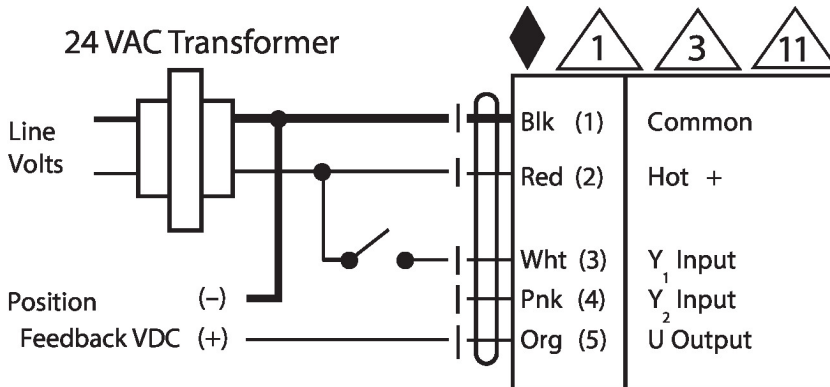 24 VAC Transformer
1
3
11
Line
Volts
Blk (1) Common
Red (2) Hot +
Wht (3) Y1 Input
Position (–)
Pnk (4) Y2 Input
Feedback VDC (+)
Org (5) U Output